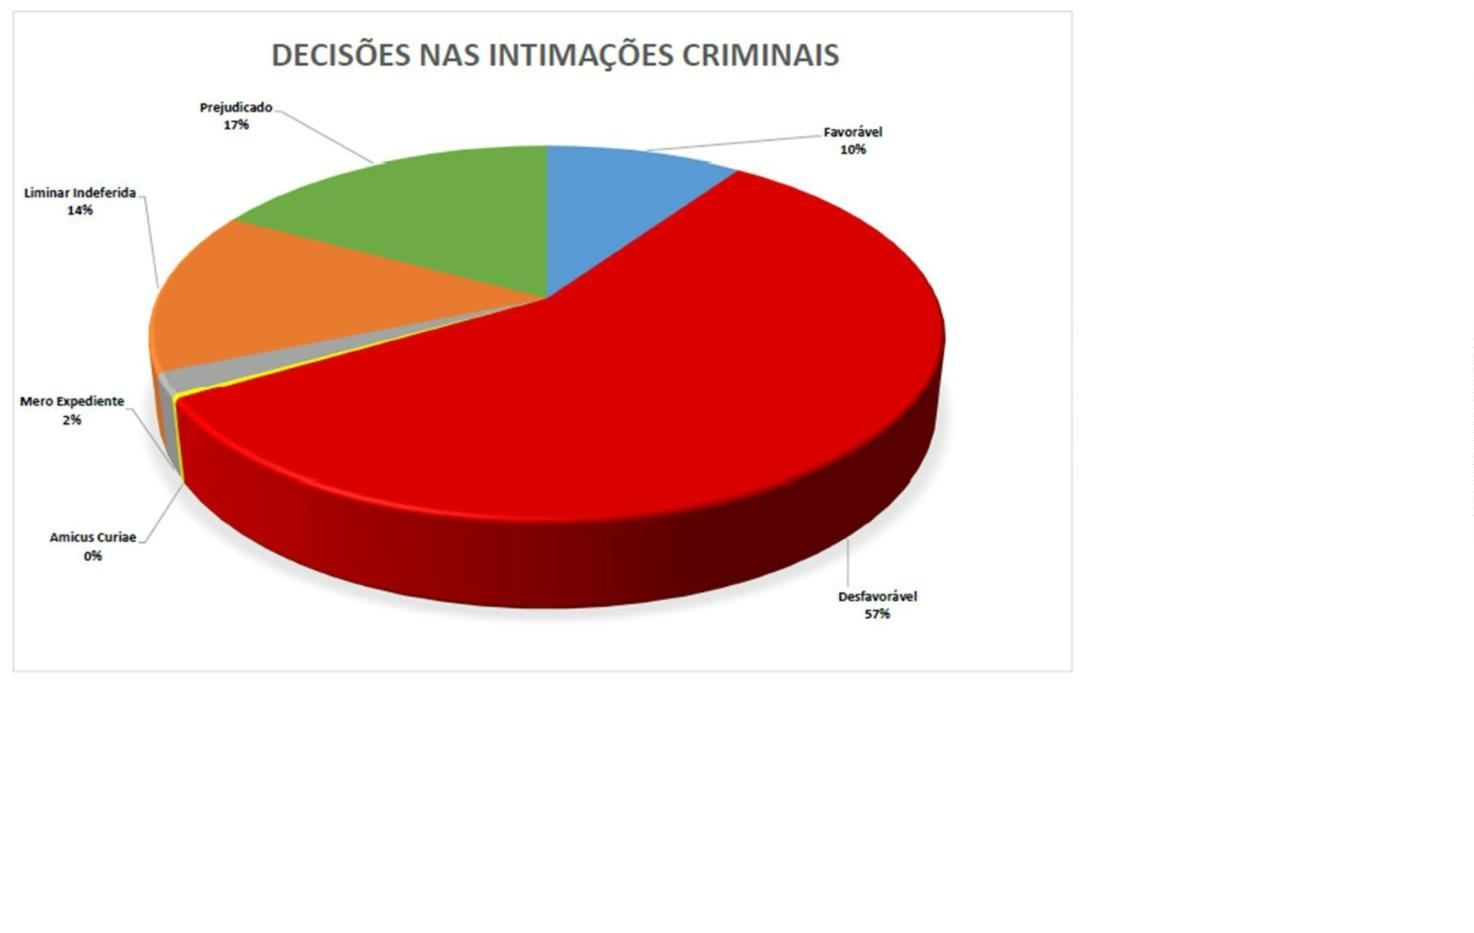 DECISÕES NAS INTIMAÇÕES CRIMINAIS
Prejudicado
17%
Favorável
10%
Liminar Indeferida
14%
Mero Expediente
2%
Amicus Curiae
0%
Desfavorável
57%